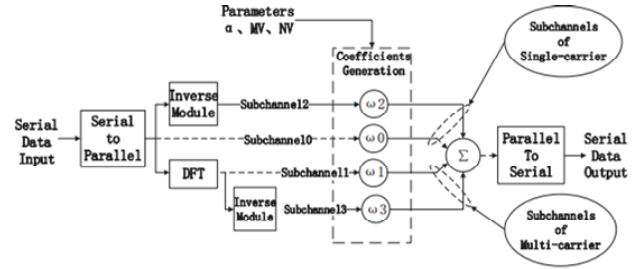 Parameters
α、MV、NV
Coefficients
Generation
Subchannels
of
Single-carrier
Inverse
Module
Subchannel2
ω2
Serial
Data
Input
Serial
to
Parallel
Subchannel0
ω0
Σ
Parallel
To
Serial
Serial
Data
Output
DFT
Subchannel1
ω1
Inverse
Module
Subchannel3
ω3
Subchannels
of
Multi-carrier